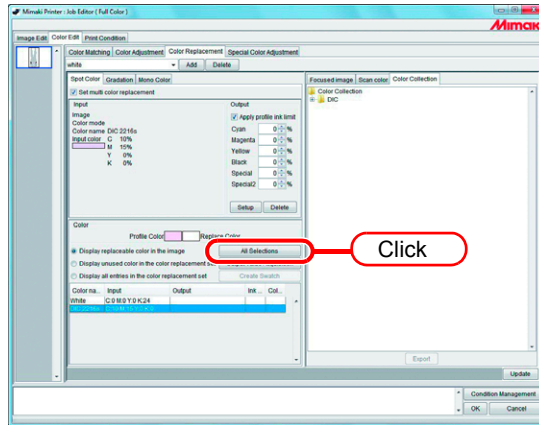 Mimaki Printer : Job Editor ( Full Color )
Mimaki
Image Edit Color Edit Print Condition
Color Matching Color Adjustment Color Replacement Special Color Adjustment
white Add Delete
Spot Color Gradation Mono Color
Focused image Scan color Color Collection
Set multi color replacement
Color Collection
DIC
Input Output
Image
Apply profile ink limit
Color mode
Color name DIC 2216s
Cyan 0 %
Input color C 10%
Magenta 0 %
M 15%
Yellow 0 %
Y 0%
Black 0 %
K 0%
Special 0 %
Special2 0 %
Setup Delete
Color
Profile Color Replace Color
Display replaceable color in the image All Selections
Click
Display unused color in the color replacement set
Display all entries in the color replacement set Create Swatch
Color na... Input Output Ink ... Col...
White C:0 M:0 Y:0 K:24
DIC 2216s C:10 M:15 Y:0 K:0
Export
Update
Condition Management
OK Cancel